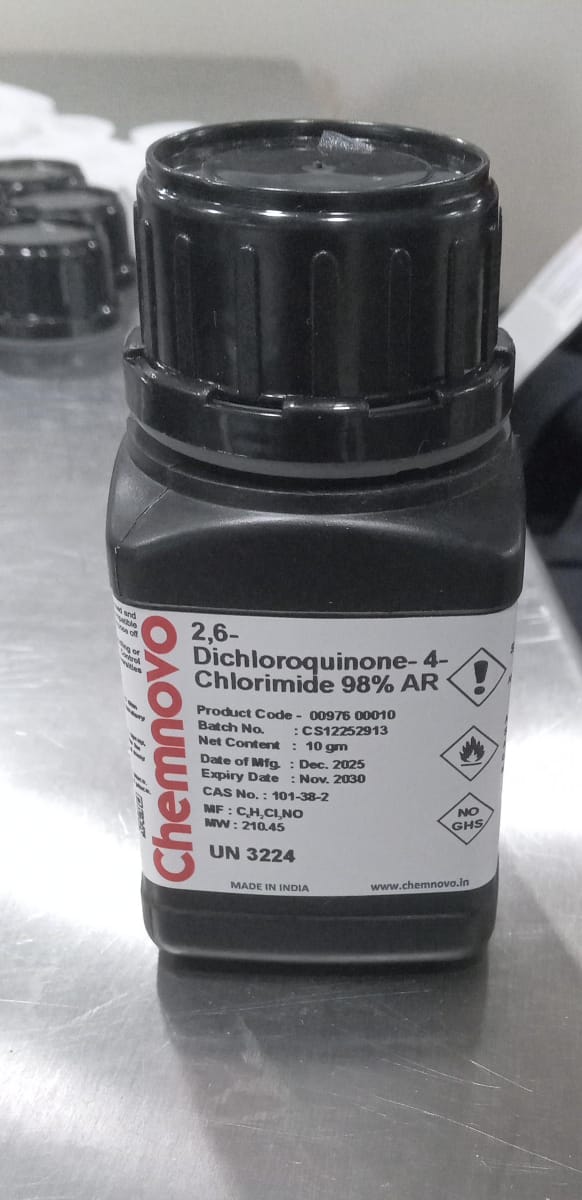 Chemnovo
2,6-
Dichloroquinone- 4-
Chlorimide 98% AR
Product Code - 00976 00010
Batch No. : CS12252913
Net Content : 10 gm
Date of Mfg. : Dec. 2025
Expiry Date : Nov. 2030
CAS No. : 101-38-2
MF : C₆H₂Cl₃NO
MW : 210.45
UN 3224
MADE IN INDIA
www.chemnovo.in
NO
GHS